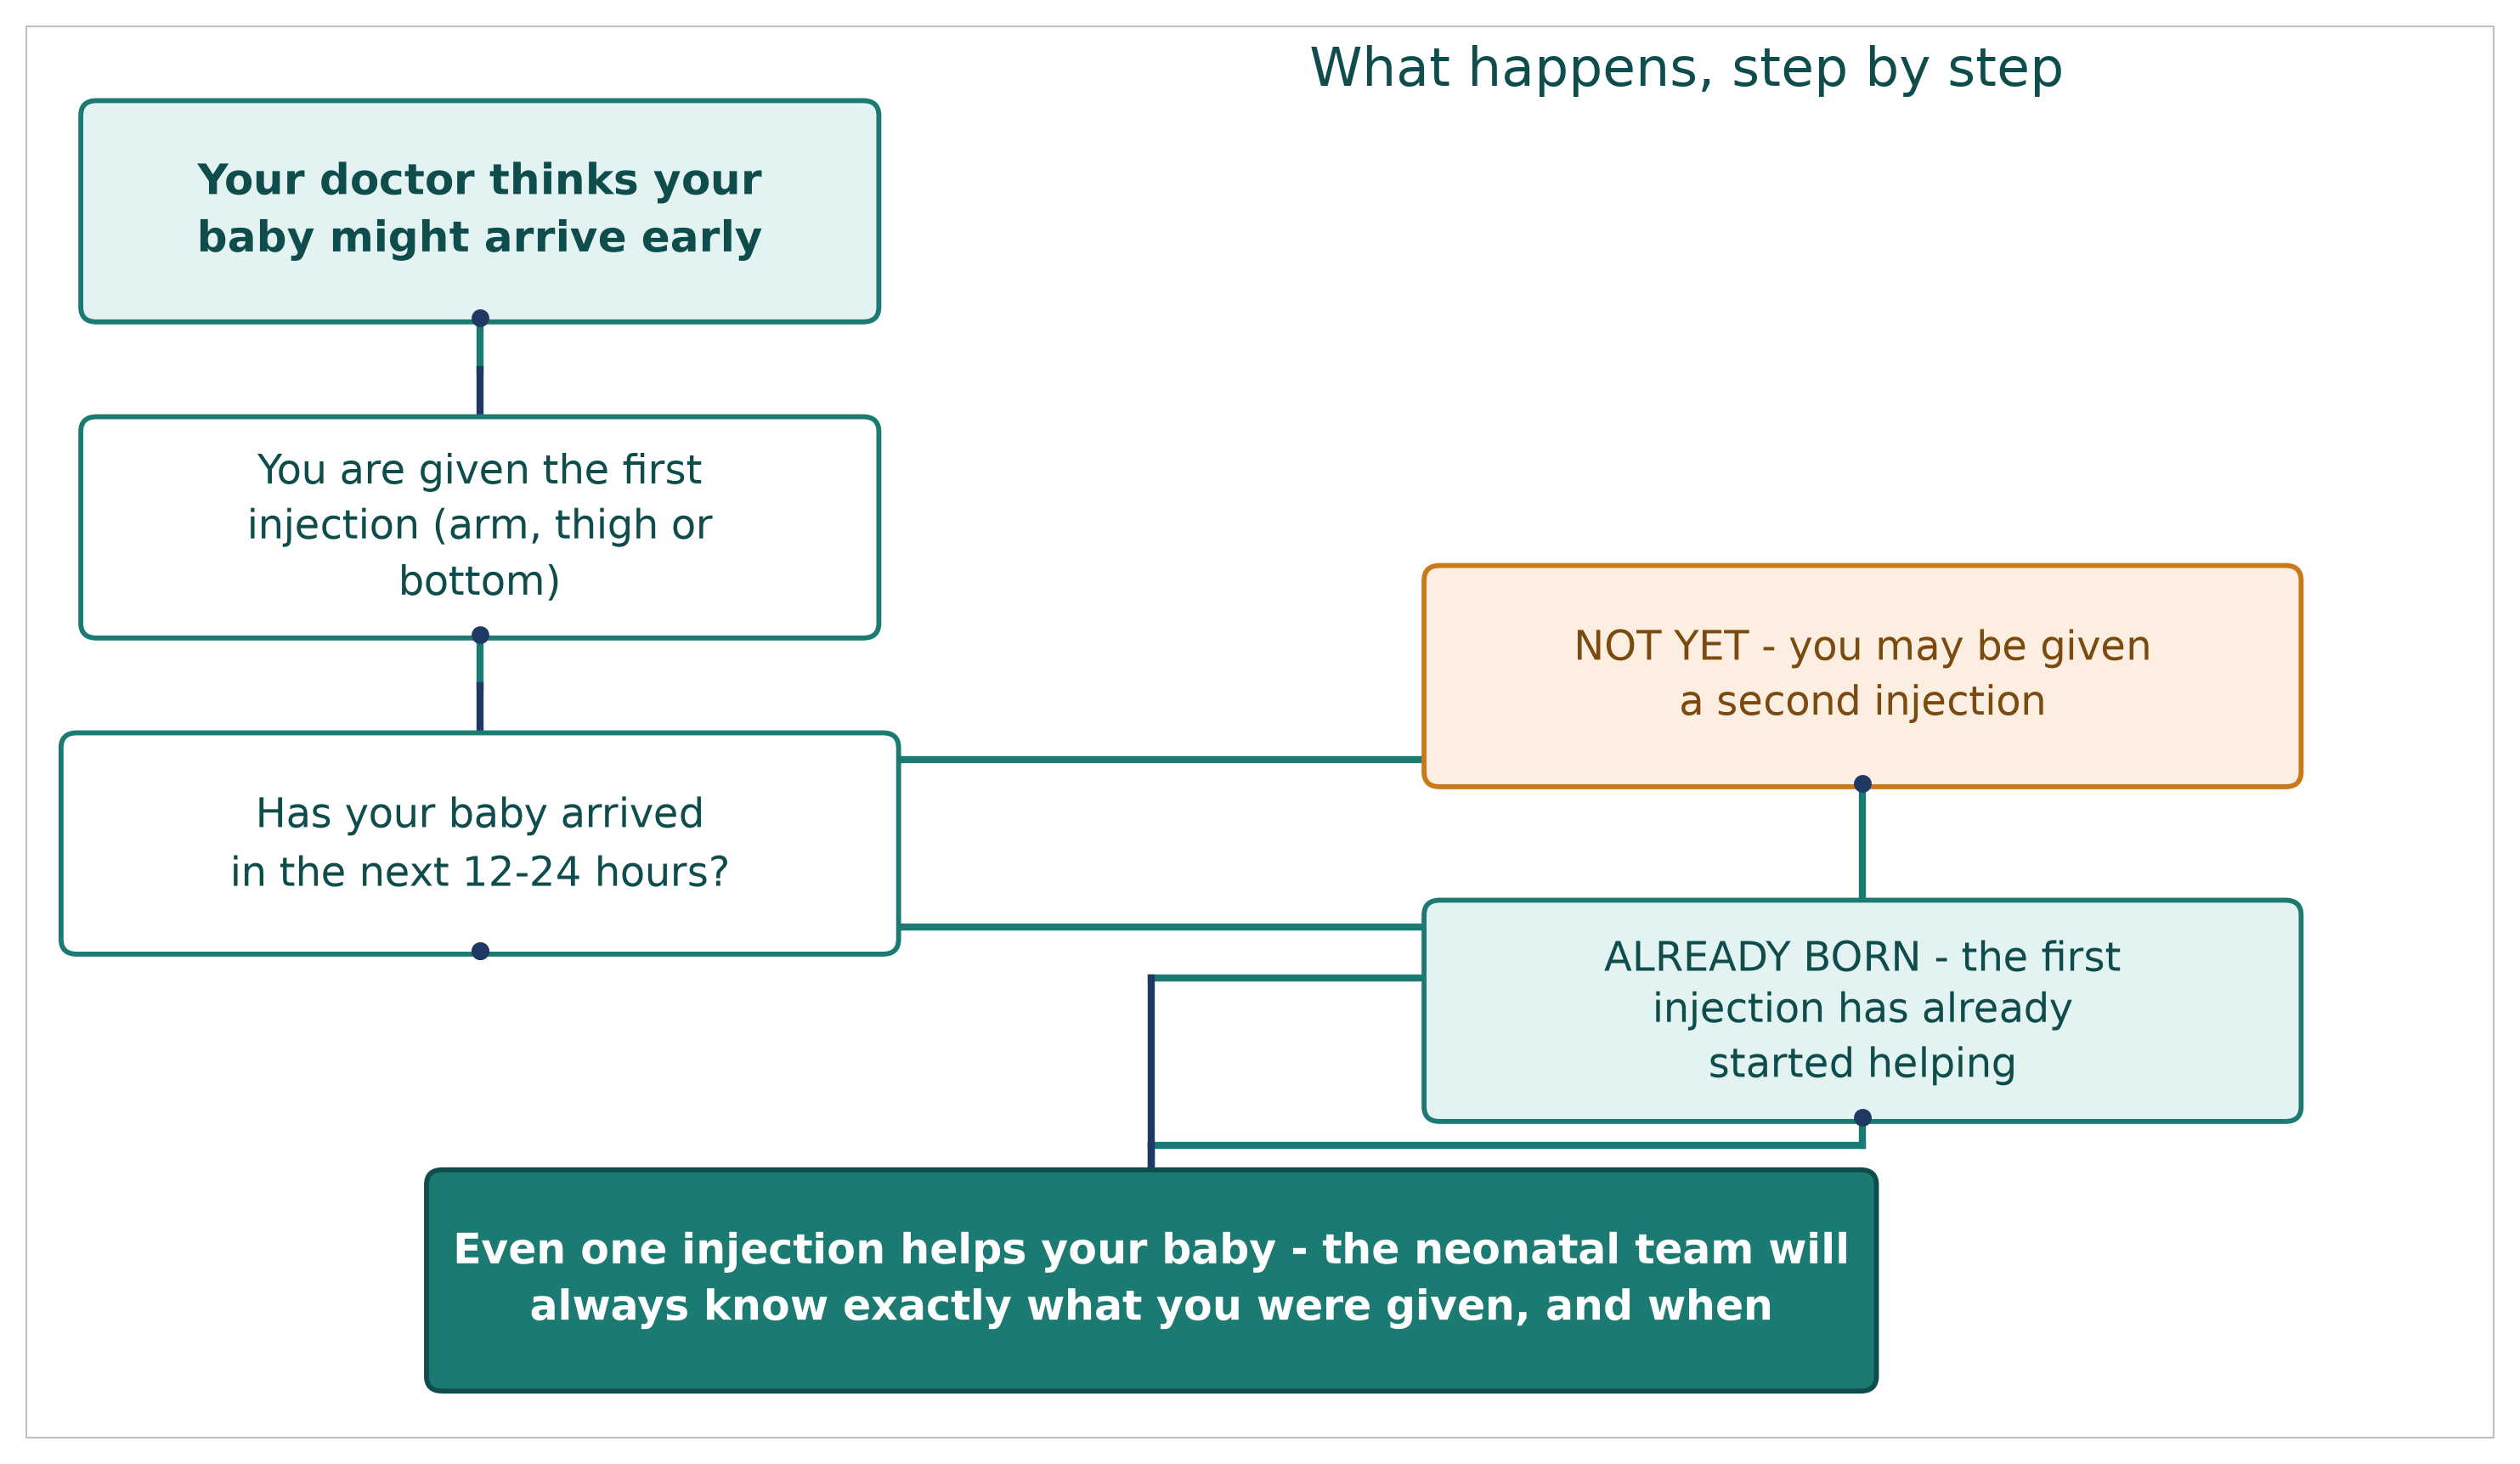 What happens, step by step
Your doctor thinks your
baby might arrive early
You are given the first
injection (arm, thigh or
bottom)
Has your baby arrived
in the next 12-24 hours?
NOT YET - you may be given
a second injection
ALREADY BORN - the first
injection has already
started helping
Even one injection helps your baby - the neonatal team will
always know exactly what you were given, and when